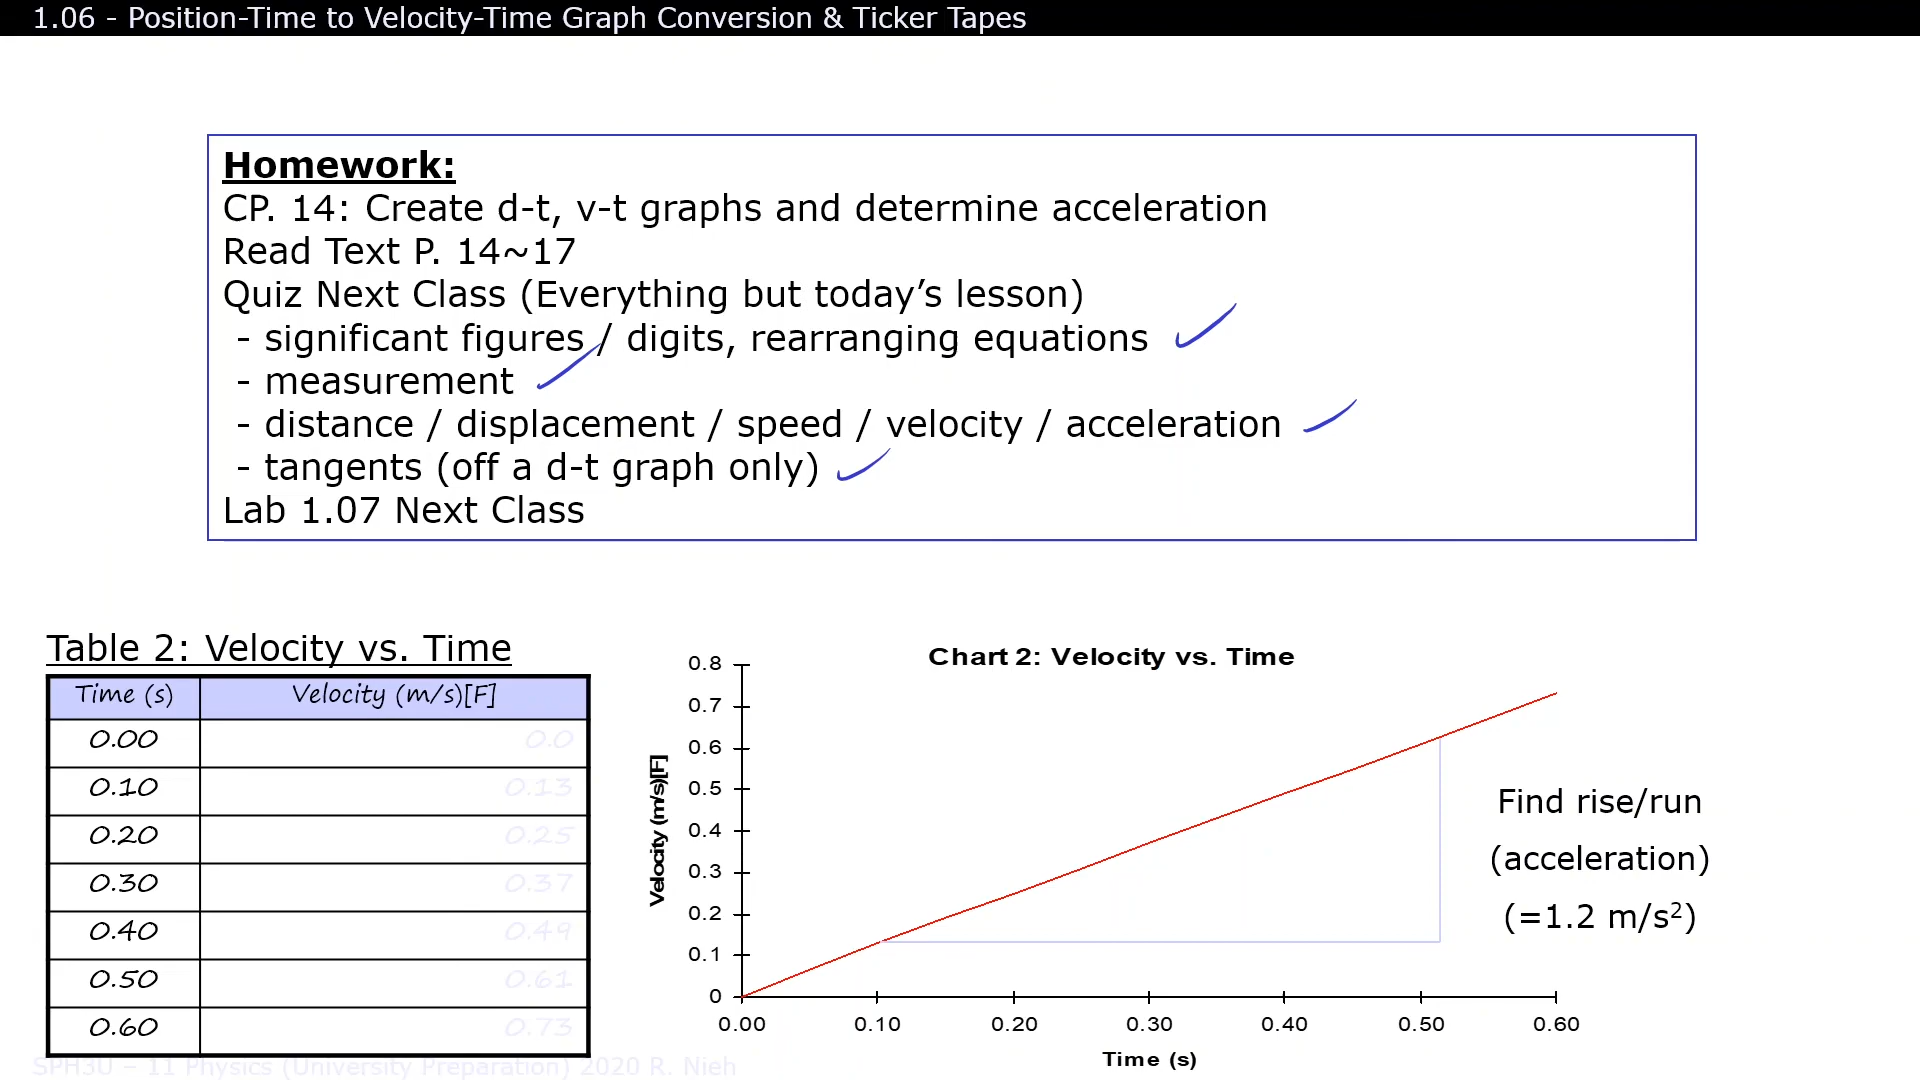 1.06 - Position-Time to Velocity-Time Graph Conversion & Ticker Tapes
Homework:
CP. 14: Create d-t, v-t graphs and determine acceleration
Read Text P. 14~17
Quiz Next Class (Everything but today’s lesson)
- significant figures / digits, rearranging equations
- measurement
- distance / displacement / speed / velocity / acceleration
- tangents (off a d-t graph only)
Lab 1.07 Next Class
Table 2: Velocity vs. Time
Time (s) Velocity (m/s)[F]
0.00 0.0
0.10 0.13
0.20 0.25
0.30 0.37
0.40 0.49
0.50 0.61
0.60 0.73
Chart 2: Velocity vs. Time
Velocity (m/s)[F]
0.8
0.7
0.6
0.5
0.4
0.3
0.2
0.1
0
0.00 0.10 0.20 0.30 0.40 0.50 0.60
Time (s)
Find rise/run
(acceleration)
(=1.2 m/s²)
SPH3U – 11 Physics (University Preparation) 2020 R. Nieh